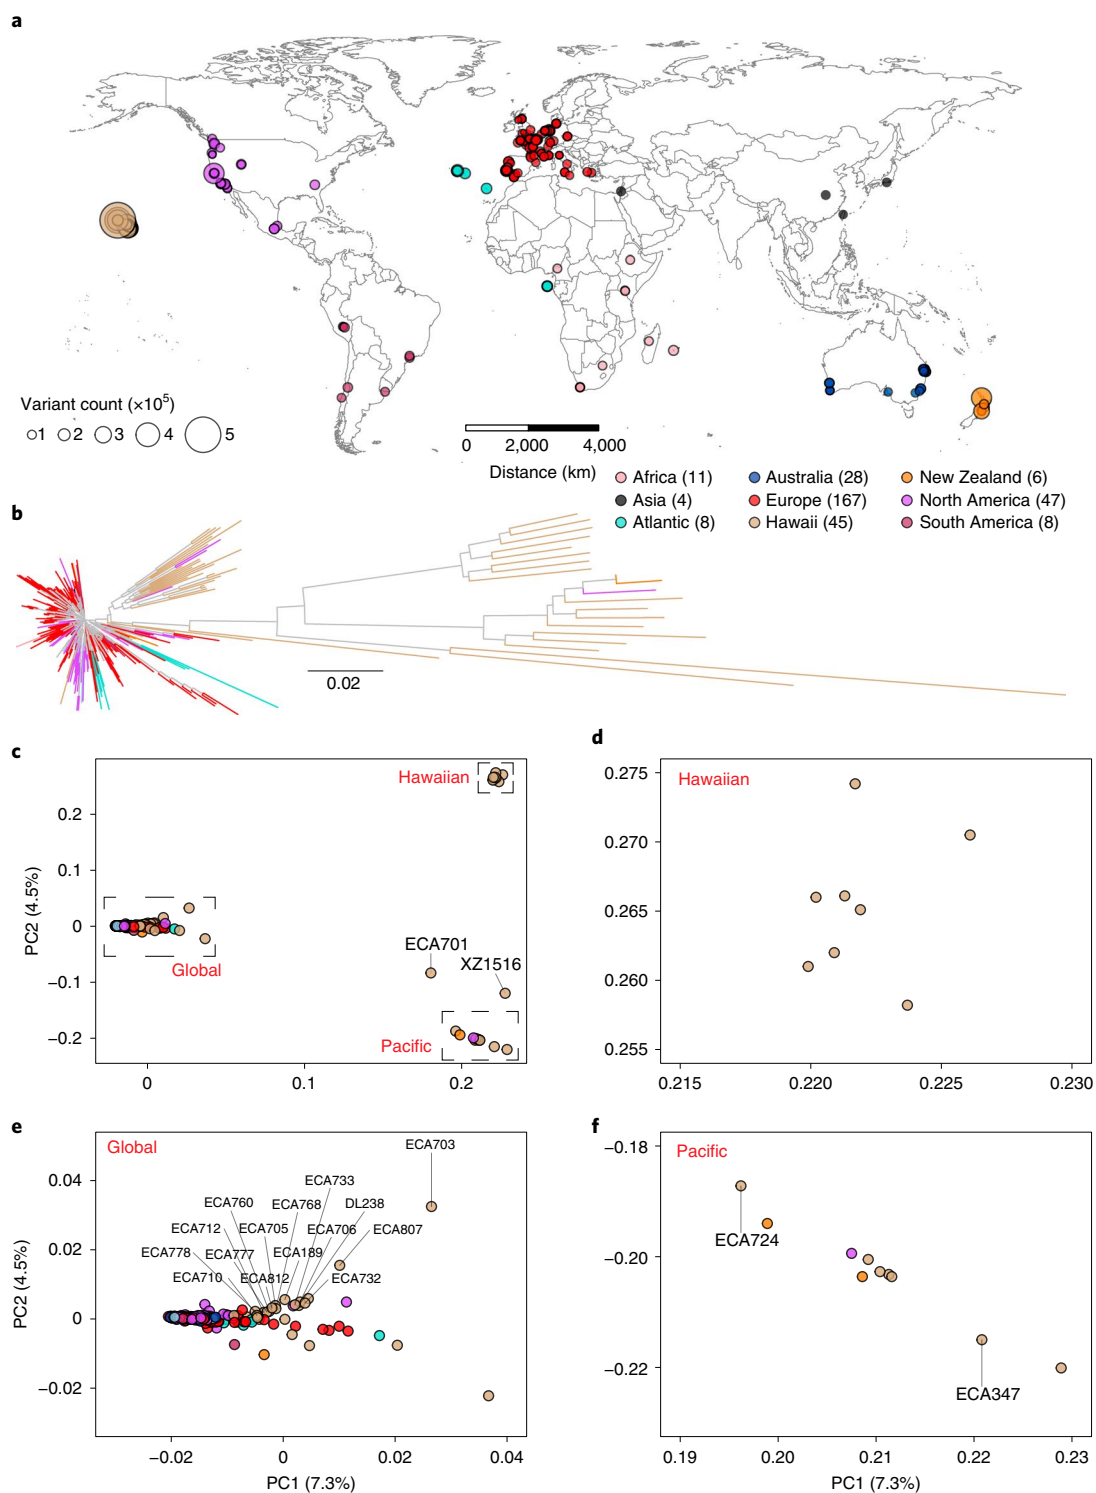 a
Variant count (×10⁵)
1 2 3 4 5
0 2,000 4,000
Distance (km)
Africa (11) Australia (28) New Zealand (6)
Asia (4) Europe (167) North America (47)
Atlantic (8) Hawaii (45) South America (8)
b
0.02
c
Hawaiian
0.2
0.1
0
−0.1
−0.2
PC2 (4.5%)
Global
ECA701
XZ1516
Pacific
0 0.1 0.2
d
0.275
Hawaiian
0.270
0.265
0.260
0.255
0.215 0.220 0.225 0.230
e
Global
ECA703
0.04
ECA733
ECA760 ECA768 DL238
ECA712 ECA705 ECA706 ECA807
0.02
ECA778 ECA777 ECA189
ECA710 ECA812 ECA732
0
−0.02
PC2 (4.5%)
−0.02 0 0.02 0.04
PC1 (7.3%)
f
−0.18
Pacific
ECA724
−0.20
−0.22
ECA347
0.19 0.20 0.21 0.22 0.23
PC1 (7.3%)